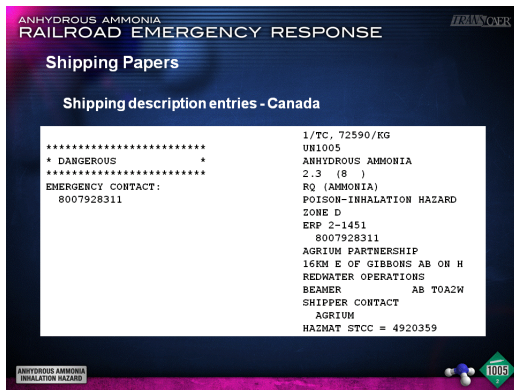 ANHYDROUS AMMONIA
RAILROAD EMERGENCY RESPONSE
TRANSCAER
Shipping Papers
Shipping description entries - Canada
*************************
* DANGEROUS *
*************************
EMERGENCY CONTACT:
8007928311
1/TC, 72590/KG
UN1005
ANHYDROUS AMMONIA
2.3 (8 )
RQ (AMMONIA)
POISON-INHALATION HAZARD
ZONE D
ERP 2-1451
8007928311
AGRIUM PARTNERSHIP
16KM E OF GIBBONS AB ON H
REDWATER OPERATIONS
BEAMER AB T0A2W
SHIPPER CONTACT
AGRIUM
HAZMAT STCC = 4920359
ANHYDROUS AMMONIA
INHALATION HAZARD
1005
2